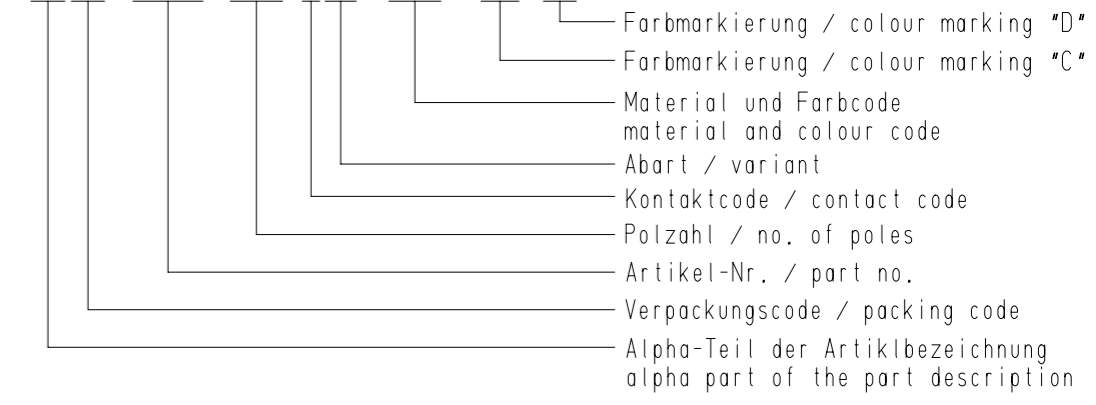 Farbmarkierung / colour marking "D"
Farbmarkierung / colour marking "C"
Material und Farbcode
material and colour code
Abart / variant
Kontaktcode / contact code
Polzahl / no. of poles
Artikel-Nr. / part no.
Verpackungscode / packing code
Alpha-Teil der Artiklbezeichnung
alpha part of the part description